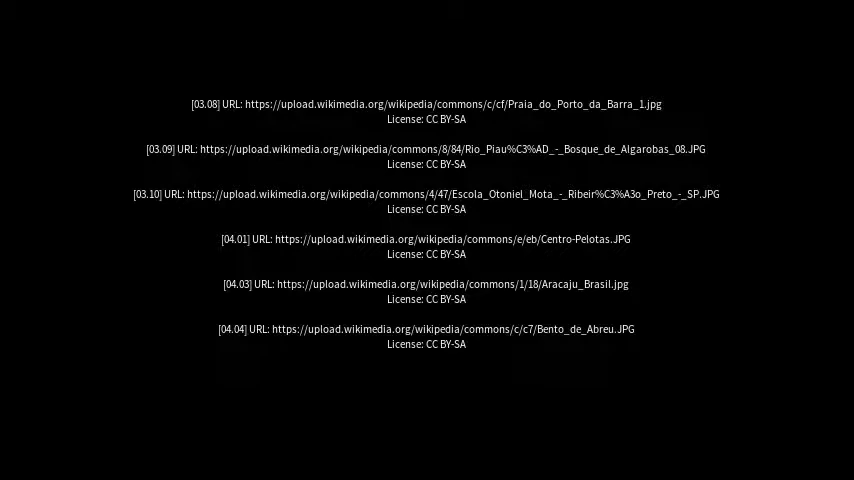 [03.08] URL: https://upload.wikimedia.org/wikipedia/commons/c/cf/Praia_do_Porto_da_Barra_1.jpg
License: CC BY-SA
[03.09] URL: https://upload.wikimedia.org/wikipedia/commons/8/84/Rio_Piau%C3%AD_-_Bosque_de_Algarobas_08.JPG
License: CC BY-SA
[03.10] URL: https://upload.wikimedia.org/wikipedia/commons/4/47/Escola_Otoniel_Mota_-_Ribeir%C3%A3o_Preto_-_SP.JPG
License: CC BY-SA
[04.01] URL: https://upload.wikimedia.org/wikipedia/commons/e/eb/Centro-Pelotas.JPG
License: CC BY-SA
[04.03] URL: https://upload.wikimedia.org/wikipedia/commons/1/18/Aracaju_Brasil.jpg
License: CC BY-SA
[04.04] URL: https://upload.wikimedia.org/wikipedia/commons/c/c7/Bento_de_Abreu.JPG
License: CC BY-SA